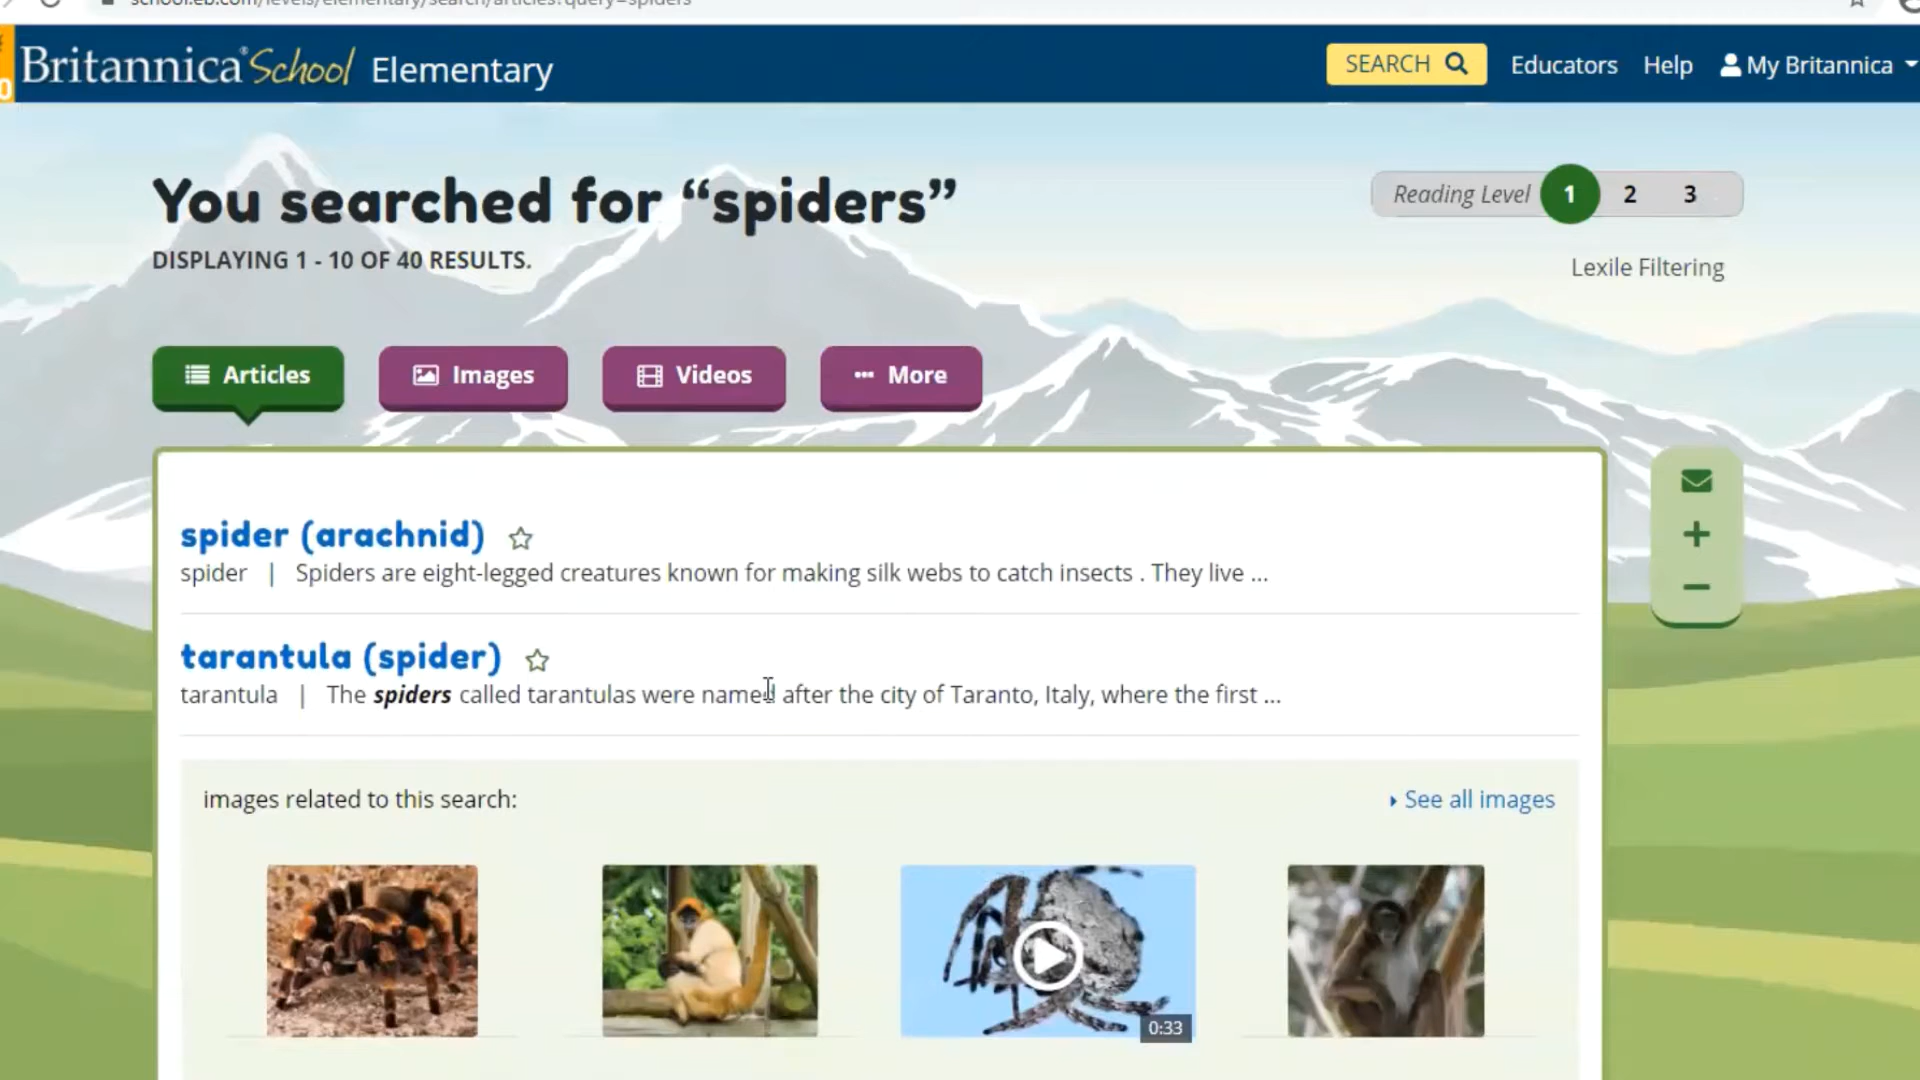 school.eb.com/levels/elementary/search/articles?query=spiders
Britannica School Elementary
SEARCH
Educators
Help
My Britannica
You searched for “spiders”
DISPLAYING 1 - 10 OF 40 RESULTS.
Reading Level 1 2 3
Lexile Filtering
Articles
Images
Videos
More
spider (arachnid)
spider | Spiders are eight-legged creatures known for making silk webs to catch insects . They live ...
tarantula (spider)
tarantula | The spiders called tarantulas were named after the city of Taranto, Italy, where the first ...
images related to this search:
See all images
0:33